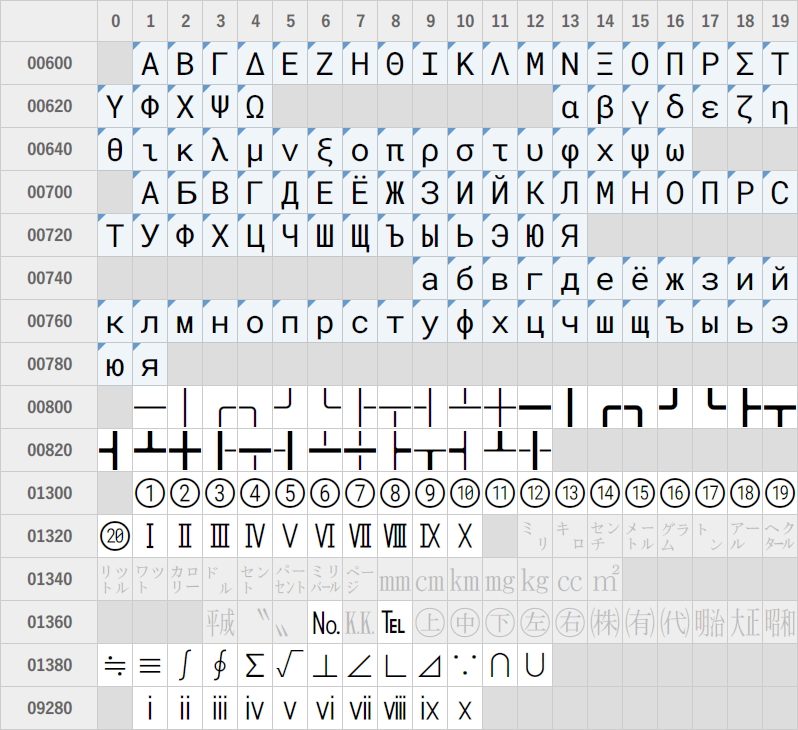 0 1 2 3 4 5 6 7 8 9 10 11 12 13 14 15 16 17 18 19
00600 Α Β Γ Δ Ε Ζ Η Θ Ι Κ Λ Μ Ν Ξ Ο Π Ρ Σ Τ
00620 Υ Φ Χ Ψ Ω α β γ δ ε ζ η
00640 θ ι κ λ μ ν ξ ο π ρ σ τ υ φ χ ψ ω
00700 А Б В Г Д Е Ё Ж З И Й К Л М Н О П Р С
00720 Т У Ф Х Ц Ч Ш Щ Ъ Ы Ь Э Ю Я
00740 а б в г д е ё ж з и й
00760 к л м н о п р с т у ф х ц ч ш щ ъ ы ь э
00780 ю я
00800 ─ │ ┌ ┐ ┘ └ ├ ┬ ┤ ┴ ┼ ━ ┃ ┏ ┓ ┛ ┗ ┣ ┳
00820 ┫ ┻ ╋ ┠ ┯ ┨ ┷ ┿ ┝ ┰ ┥ ┸ ╂
01300 ① ② ③ ④ ⑤ ⑥ ⑦ ⑧ ⑨ ⑩ ⑪ ⑫ ⑬ ⑭ ⑮ ⑯ ⑰ ⑱ ⑲
01320 ⑳ Ⅰ Ⅱ Ⅲ Ⅳ Ⅴ Ⅵ Ⅶ Ⅷ Ⅸ Ⅹ ㍉ ㌔ ㌢ ㍍ ㌘ ㌧ ㌃ ㌶
01340 ㍑ ㍗ ㌍ ㌦ ㌣ ㌫ ㍊ ㌻ ㎜ ㎝ ㎞ ㎎ ㎏ ㏄ ㎡
01360 ㍻ 〝 〟 № ㏍ ℡ ㊤ ㊥ ㊦ ㊧ ㊨ ㈱ ㈲ ㈹ ㍾ ㍽ ㍼
01380 ≒ ≡ ∫ ∮ ∑ √ ⊥ ∠ ∟ ⊿ ∵ ∩ ∪
09280 ⅰ ⅱ ⅲ ⅳ ⅴ ⅵ ⅶ ⅷ ⅸ ⅹ